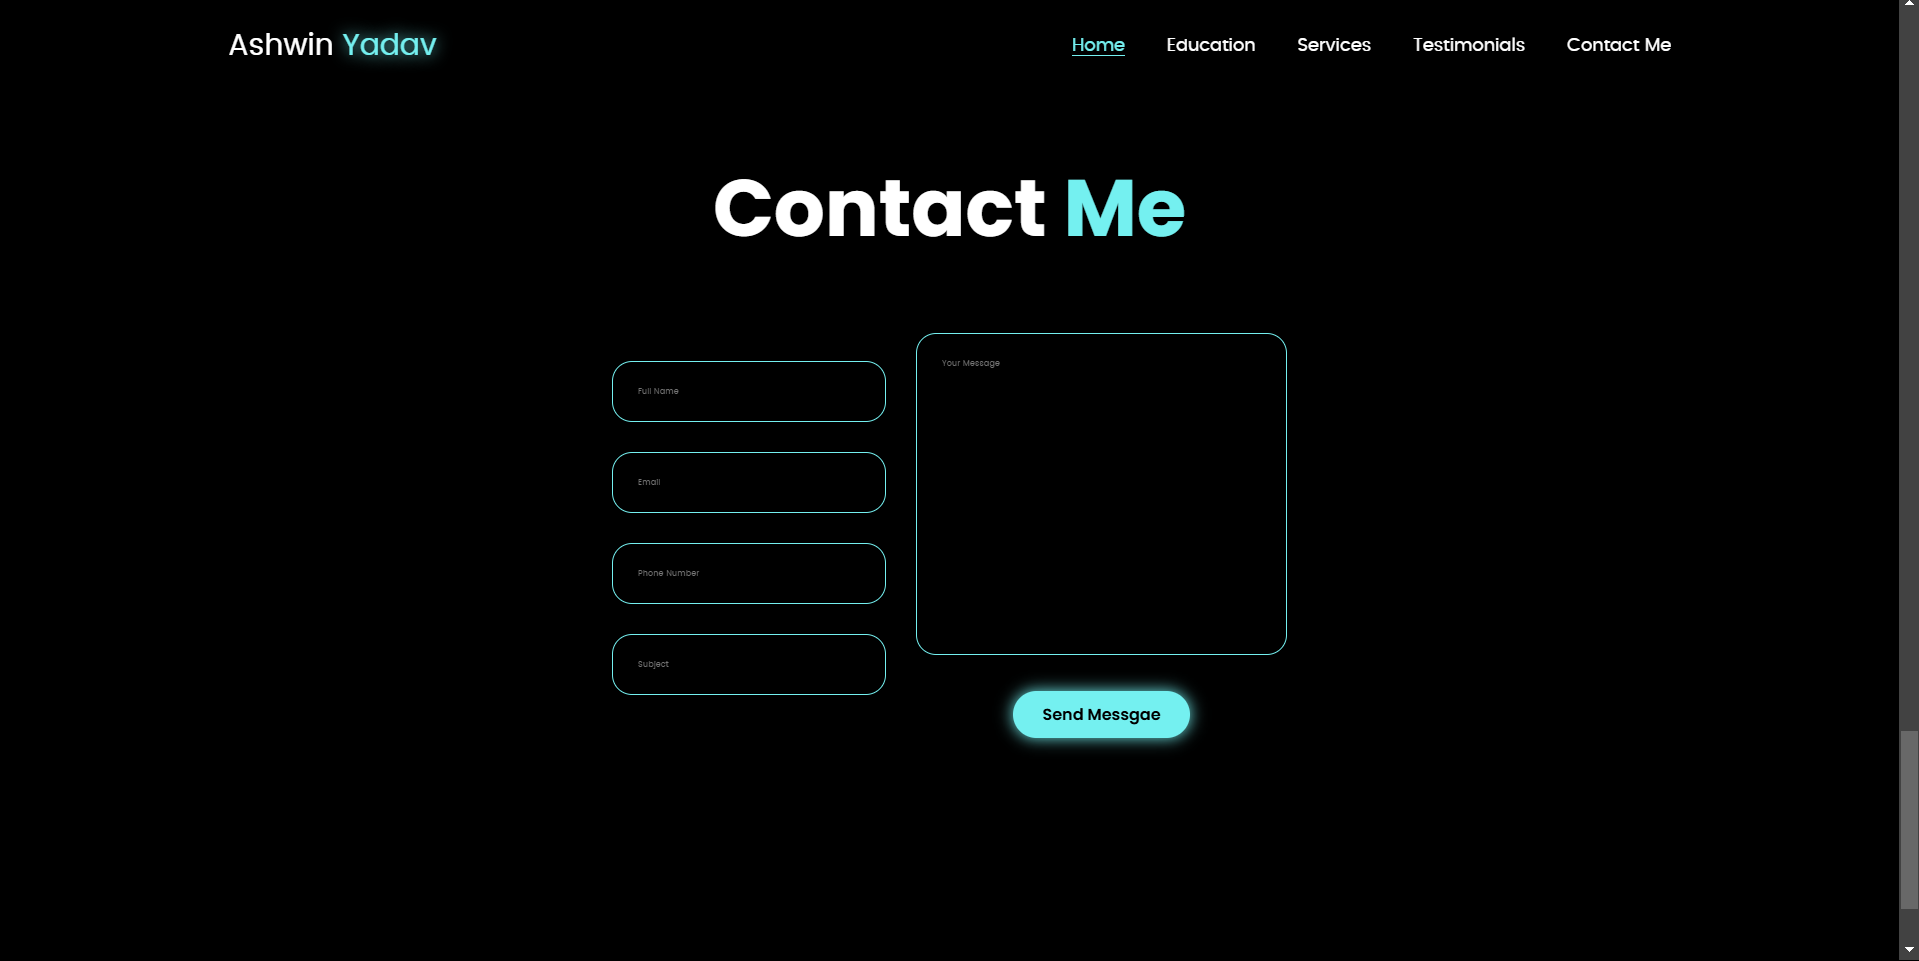 Ashwin Yadav
Home Education Services Testimonials Contact Me
Contact Me
Full Name
Email
Phone Number
Subject
Your Message
Send Messgae